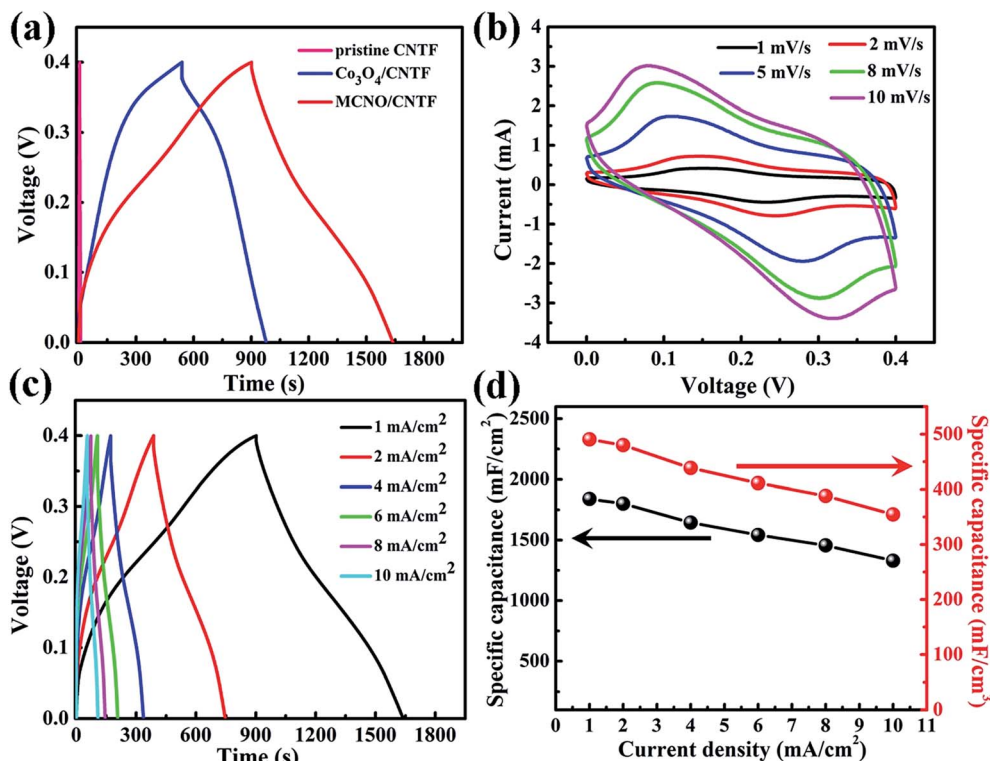 (a)
pristine CNTF
Co₃O₄/CNTF
MCNO/CNTF
0.4
0.3
0.2
0.1
0.0
Voltage (V)
0 300 600 900 1200 1500 1800
Time (s)
(b)
1 mV/s 2 mV/s
5 mV/s 8 mV/s
10 mV/s
4
3
2
1
0
-1
-2
-3
-4
Current (mA)
0.0 0.1 0.2 0.3 0.4
Voltage (V)
(c)
1 mA/cm²
2 mA/cm²
4 mA/cm²
6 mA/cm²
8 mA/cm²
10 mA/cm²
0.4
0.3
0.2
0.1
0.0
Voltage (V)
0 300 600 900 1200 1500 1800
Time (s)
(d)
2500
2000
1500
1000
500
Specific capacitance (mF/cm²)
500
400
300
200
100
0
Specific capacitance (mF/cm³)
0 1 2 3 4 5 6 7 8 9 10 11
Current density (mA/cm²)